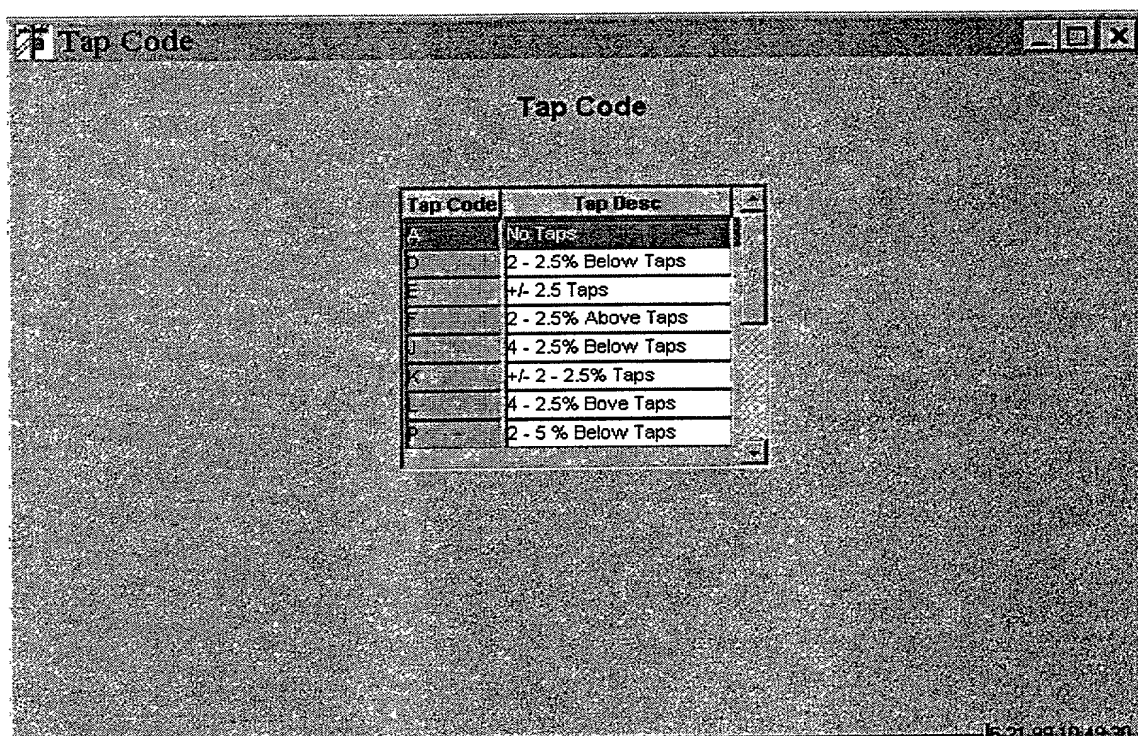 Tap Code
Tap Code
Tap Code Tap Desc
A No Taps
D 2 - 2.5% Below Taps
E +/- 2.5 Taps
F 2 - 2.5% Above Taps
J 4 - 2.5% Below Taps
K +/- 2 - 2.5% Taps
L 4 - 2.5% Bove Taps
P 2 - 5 % Below Taps